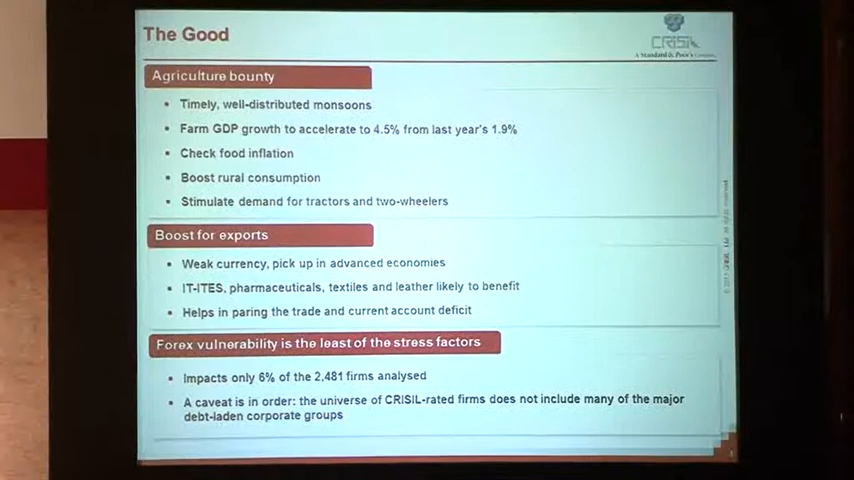 The Good
CRISIL
A Standard & Poor's Company
Agriculture bounty
• Timely, well-distributed monsoons
• Farm GDP growth to accelerate to 4.5% from last year's 1.9%
• Check food inflation
• Boost rural consumption
• Stimulate demand for tractors and two-wheelers
Boost for exports
• Weak currency, pick up in advanced economies
• IT-ITES, pharmaceuticals, textiles and leather likely to benefit
• Helps in paring the trade and current account deficit
Forex vulnerability is the least of the stress factors
• Impacts only 6% of the 2,481 firms analysed
• A caveat is in order: the universe of CRISIL-rated firms does not include many of the major
debt-laden corporate groups